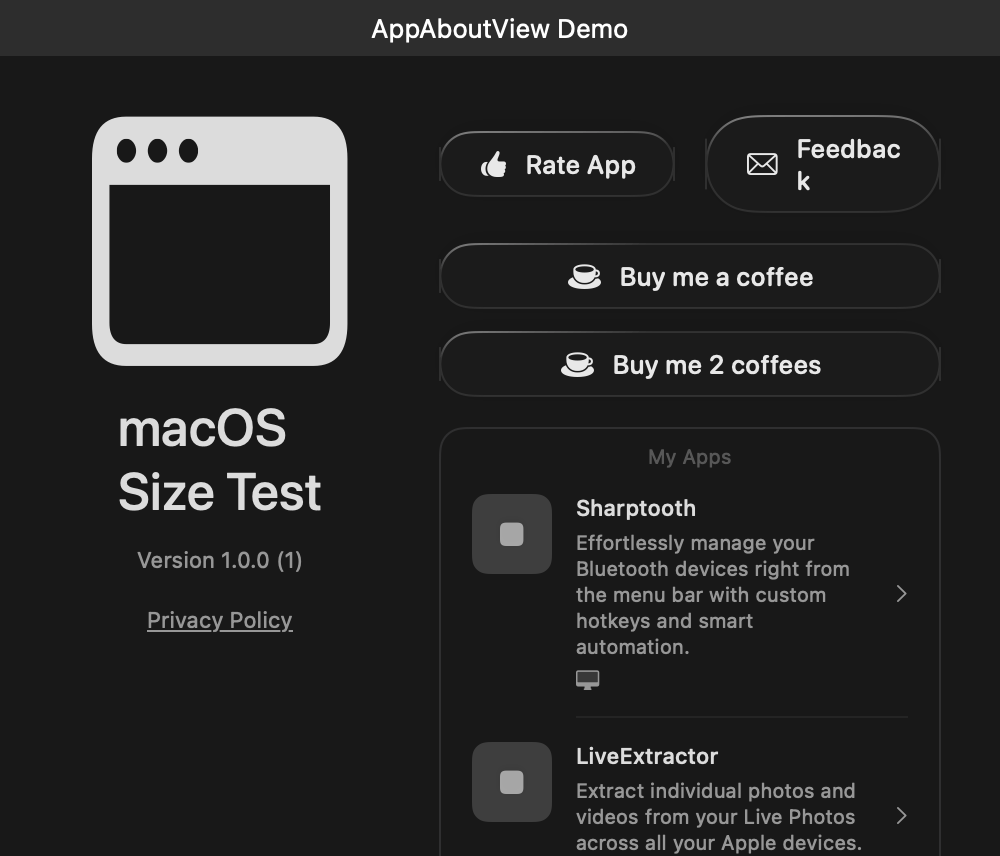 AppAboutView Demo
macOS
Size Test
Version 1.0.0 (1)
Privacy Policy
Rate App
Feedbac
k
Buy me a coffee
Buy me 2 coffees
My Apps
Sharptooth
Effortlessly manage your
Bluetooth devices right from
the menu bar with custom
hotkeys and smart
automation.
LiveExtractor
Extract individual photos and
videos from your Live Photos
across all your Apple devices.